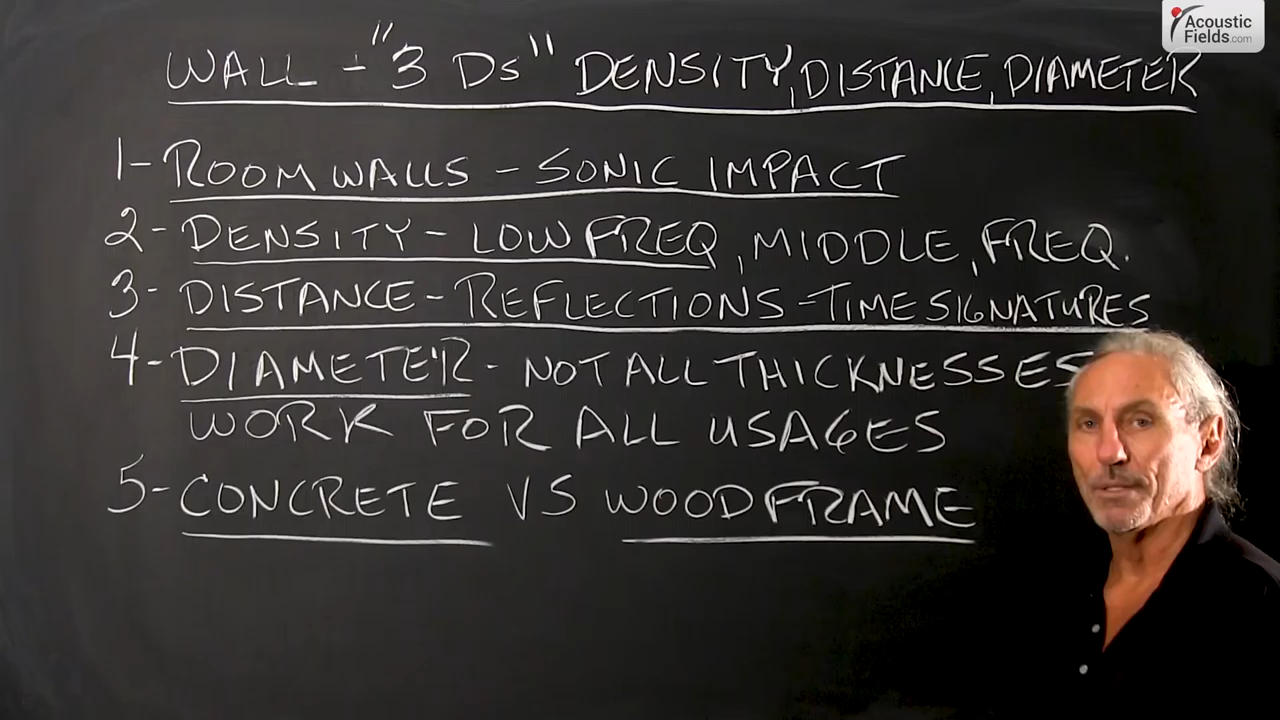 Acoustic
Fields.com
WALL - "3 Ds" DENSITY, DISTANCE, DIAMETER
1- ROOM WALLS - SONIC IMPACT
2- DENSITY - LOW FREQ, MIDDLE, FREQ.
3- DISTANCE - REFLECTIONS - TIME SIGNATURES
4- DIAMETER - NOT ALL THICKNESSES
WORK FOR ALL USAGES
5- CONCRETE VS WOOD FRAME